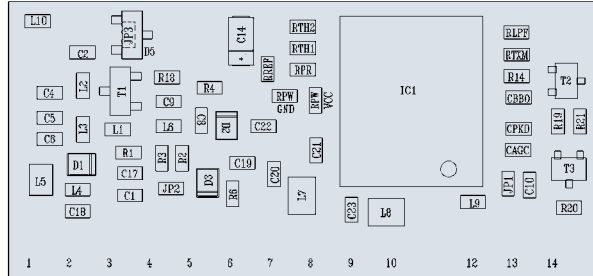 L10
JP3
D5
C14
+
RTH2
RTH1
RREF
RPR
RLPF
RTXM
R14
CBBO
C2
C4
L2
T1
R13
C9
R4
RPW
GND
RPW
VCC
IC1
T2
C5
C6
L3
L1
L6
C8
D2
C22
CPKD
R19
R21
CAGC
L5
D1
R1
R3
R2
C17
C19
C21
C20
T3
L4
C1
JP2
D3
R6
L7
JP1
C10
C18
C23
L8
L9
R20
1 2 3 4 5 6 7 8 9 10 12 13 14